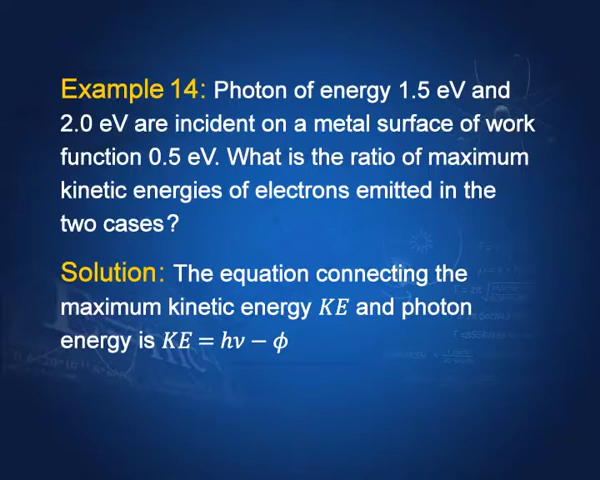 Example 14: Photon of energy 1.5 eV and
2.0 eV are incident on a metal surface of work
function 0.5 eV. What is the ratio of maximum
kinetic energies of electrons emitted in the
two cases?
Solution: The equation connecting the
maximum kinetic energy KE and photon
energy is KE = hν − ϕ